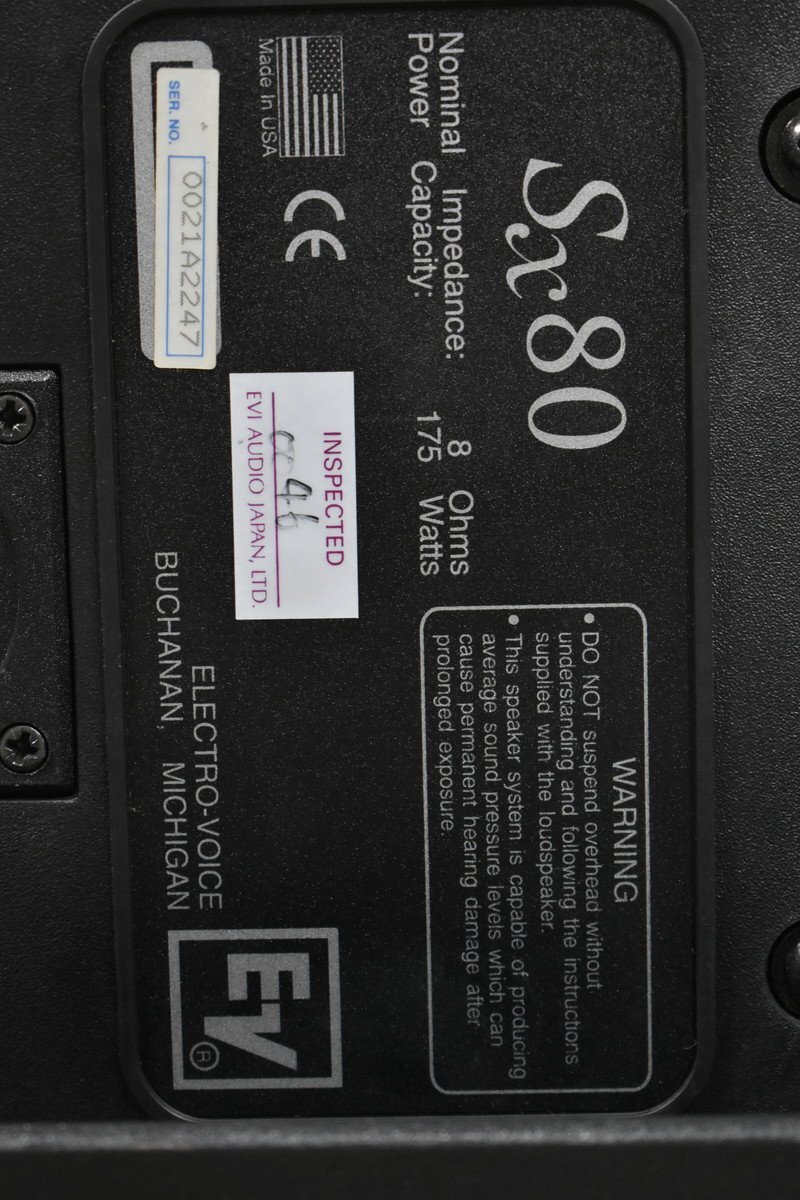 Sx80
Nominal Impedance: 8 Ohms
Power Capacity: 175 Watts
Made in USA
CE
SER. NO.
0021A2247
INSPECTED
EVI AUDIO JAPAN, LTD.
WARNING
• DO NOT suspend overhead without
understanding and following the instructions
supplied with the loudspeaker.
• This speaker system is capable of producing
average sound pressure levels which can
cause permanent hearing damage after
prolonged exposure.
ELECTRO-VOICE
BUCHANAN, MICHIGAN
EV®